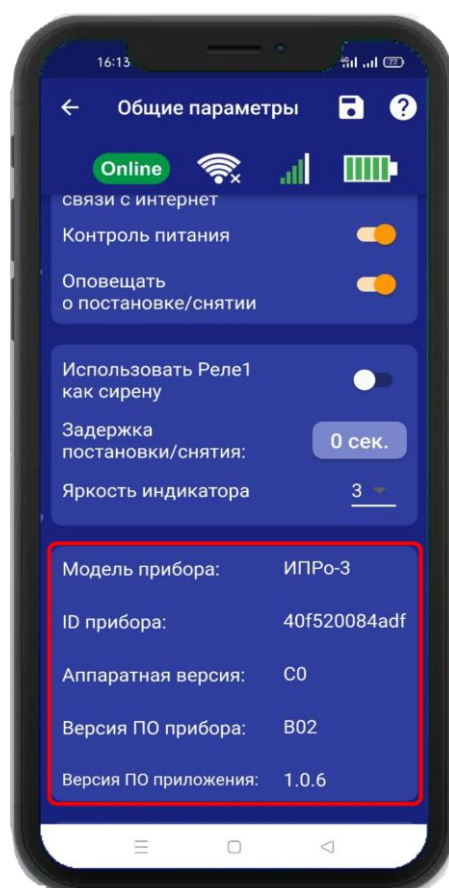 16:13
4G
77
Общие параметры
?
Online
связи с интернет
Контроль питания
Оповещать
о постановке/снятии
Использовать Реле1
как сирену
Задержка
постановки/снятия:
0 сек.
Яркость индикатора
3
Модель прибора:
ИПРо-3
ID прибора:
40f520084adf
Аппаратная версия:
C0
Версия ПО прибора:
B02
Версия ПО приложения:
1.0.6